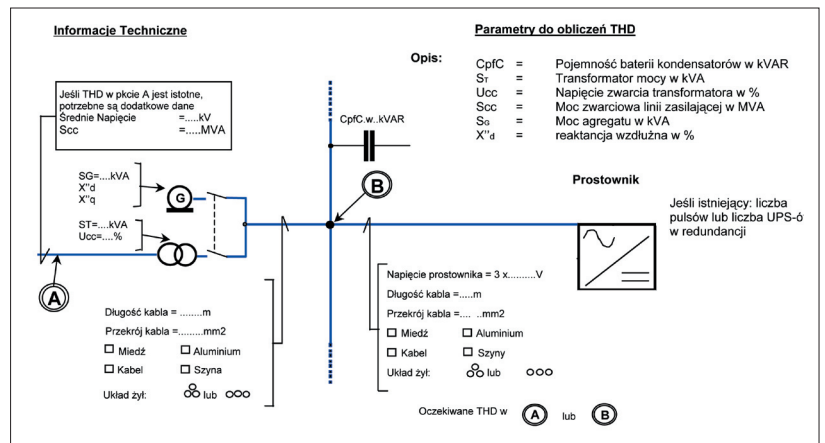 Informacje Techniczne
Parametry do obliczeń THD
Opis:
CpfC = Pojemność baterii kondensatorów w kVAR
ST = Transformator mocy w kVA
Ucc = Napięcie zwarcia transformatora w %
Scc = Moc zwarciowa linii zasilającej w MVA
SG = Moc agregatu w kVA
X"d = reaktancja wzdłużna w %
Jeśli THD w pkcie A jest istotne,
potrzebne są dodatkowe dane
Średnie Napięcie =.....kV
Scc =.....MVA
CpfC.w..kVAR
SG=....kVA
X"d
X"q
G
ST=....kVA
Ucc=....%
A
B
Prostownik
Jeśli istniejący: liczba
pulsów lub liczba UPS-ó
w redundancji
Długość kabla = ........m
Przekrój kabla =.........mm2
Miedź Aluminium
Kabel Szyna
Układ żył: lub
Napięcie prostownika = 3 x..........V
Długość kabla =.....m
Przekrój kabla =.... ..mm2
Miedź Aluminium
Kabel Szyny
Układ żył: lub
Oczekiwane THD w A lub B